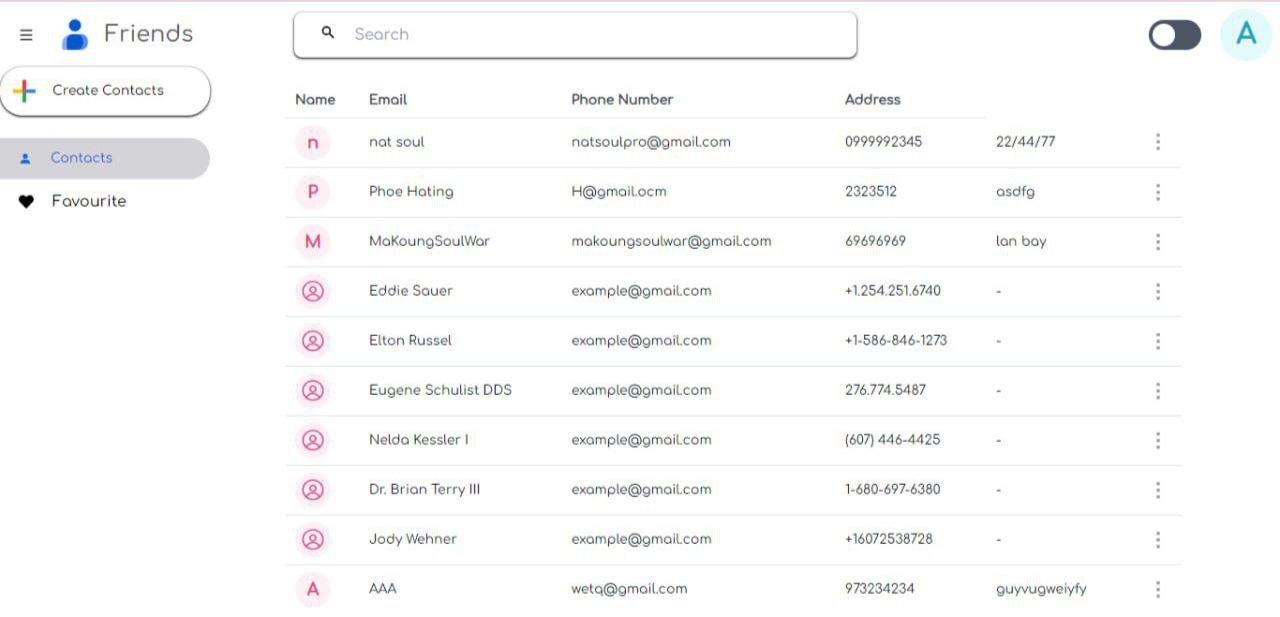 Friends
Search
A
Create Contacts
Name Email Phone Number Address
n nat soul natsoulpro@gmail.com 0999992345 22/44/77
Contacts
P Phoe Hating H@gmail.ocm 2323512 asdfg
Favourite
M MaKoungSoulWar makoungsoulwar@gmail.com 69696969 lan bay
Eddie Sauer example@gmail.com +1.254.251.6740 -
Elton Russel example@gmail.com +1-586-846-1273 -
Eugene Schulist DDS example@gmail.com 276.774.5487 -
Nelda Kessler I example@gmail.com (607) 446-4425 -
Dr. Brian Terry III example@gmail.com 1-680-697-6380 -
Jody Wehner example@gmail.com +16072538728 -
A AAA wetq@gmail.com 973234234 guyvugweiyfy